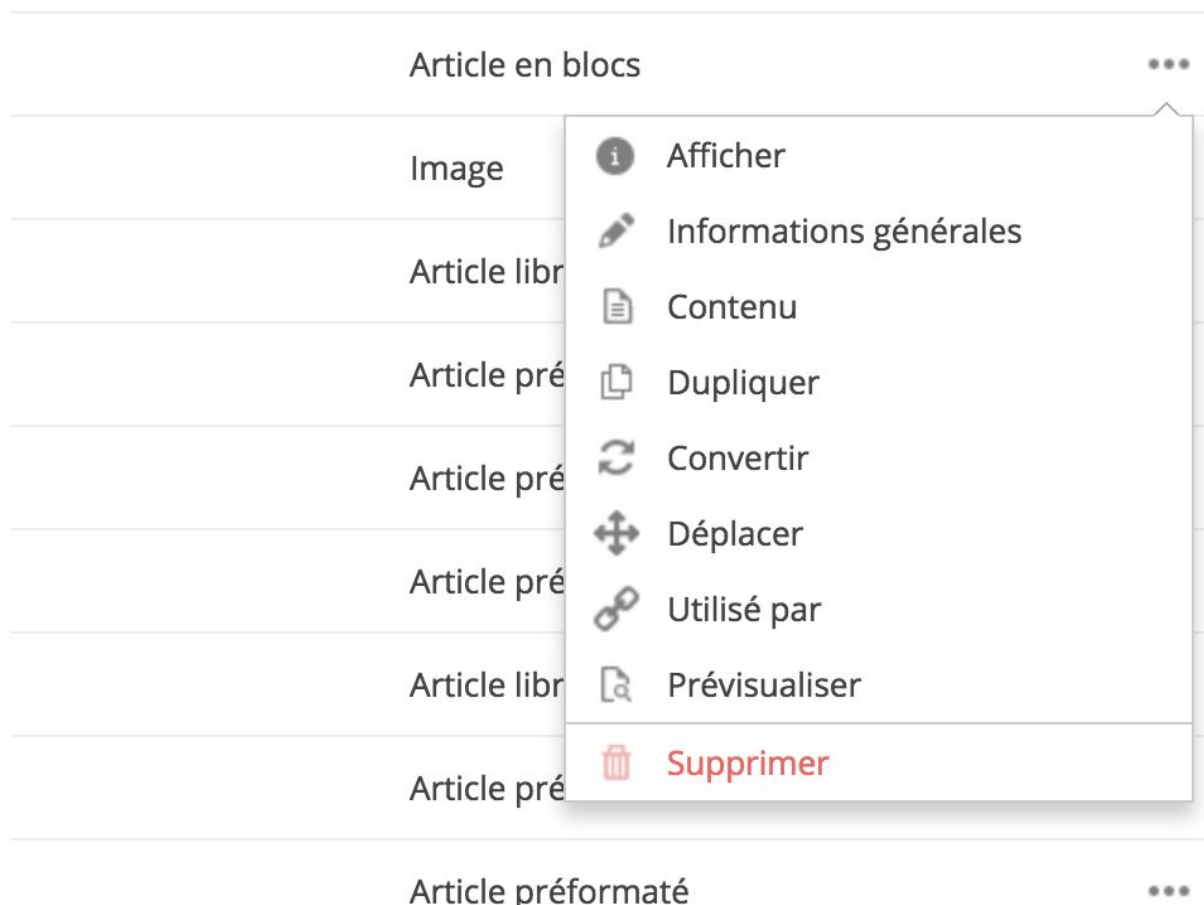 Article en blocs
Afficher
Image
Informations générales
Article libr
Contenu
Article pré
Dupliquer
Article pré
Convertir
Article pré
Déplacer
Utilisé par
Article libr
Prévisualiser
Article pré
Supprimer
Article préformaté